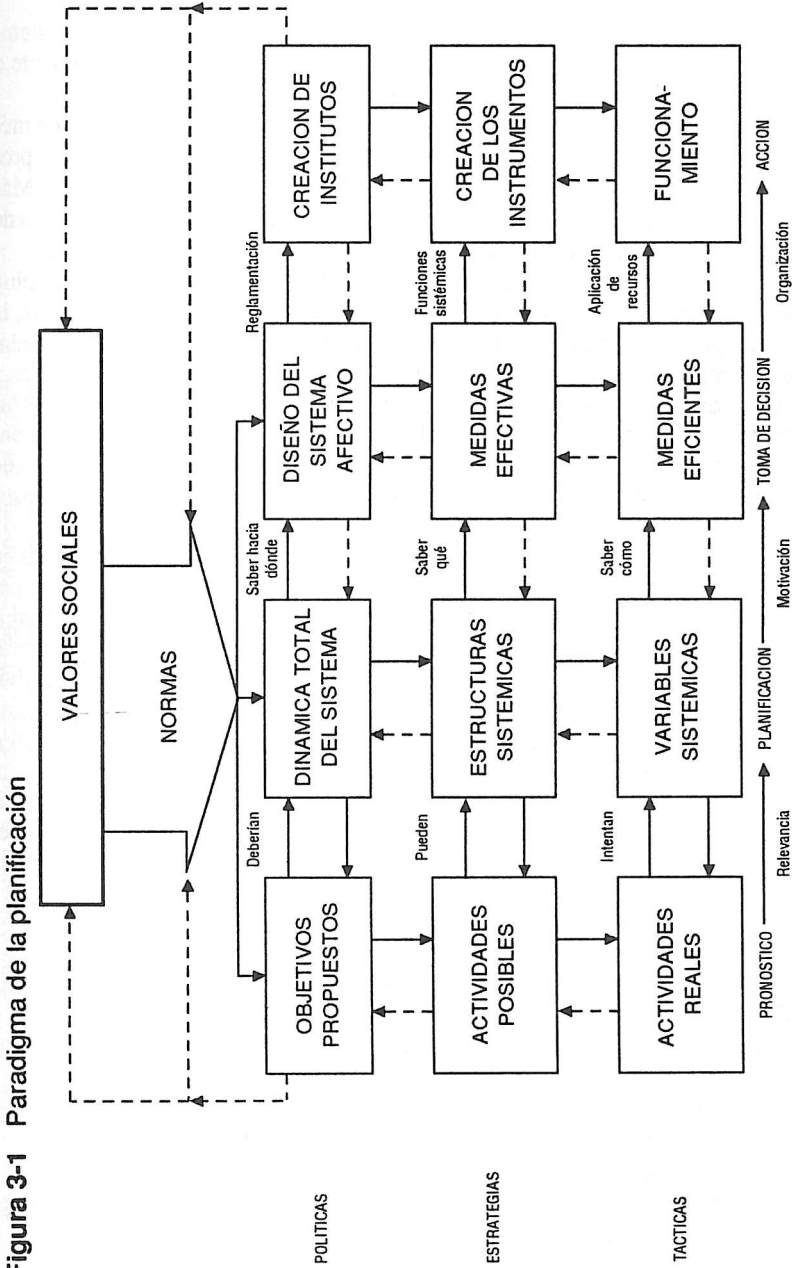 Figura 3-1 Paradigma de la planificación
VALORES SOCIALES
NORMAS
POLITICAS
OBJETIVOS
PROPUESTOS
Deberían
DINAMICA TOTAL
DEL SISTEMA
Saber hacia
dónde
DISEÑO DEL
SISTEMA
AFECTIVO
Reglamentación
CREACION DE
INSTITUTOS
ESTRATEGIAS
ACTIVIDADES
POSIBLES
Pueden
ESTRUCTURAS
SISTEMICAS
Saber
qué
MEDIDAS
EFECTIVAS
Funciones
sistémicas
CREACION
DE LOS
INSTRUMENTOS
TACTICAS
ACTIVIDADES
REALES
Intentan
VARIABLES
SISTEMICAS
Saber
cómo
MEDIDAS
EFICIENTES
Aplicación
de
recursos
FUNCIONA-
MIENTO
PRONOSTICO PLANIFICACION TOMA DE DECISION ACCION
Relevancia Motivación Organización